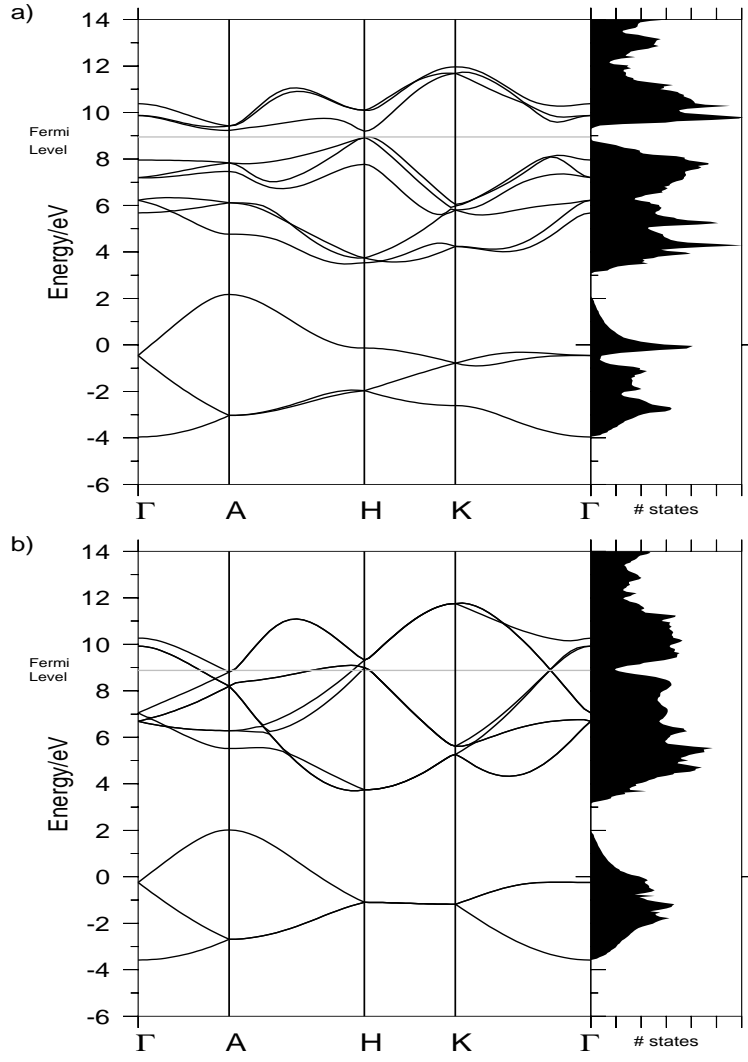 a)
14
12
10
Fermi
Level
8
6
4
2
0
-2
-4
-6
Energy/eV
Γ A H K Γ # states
b)
14
12
10
Fermi
Level
8
6
4
2
0
-2
-4
-6
Energy/eV
Γ A H K Γ # states